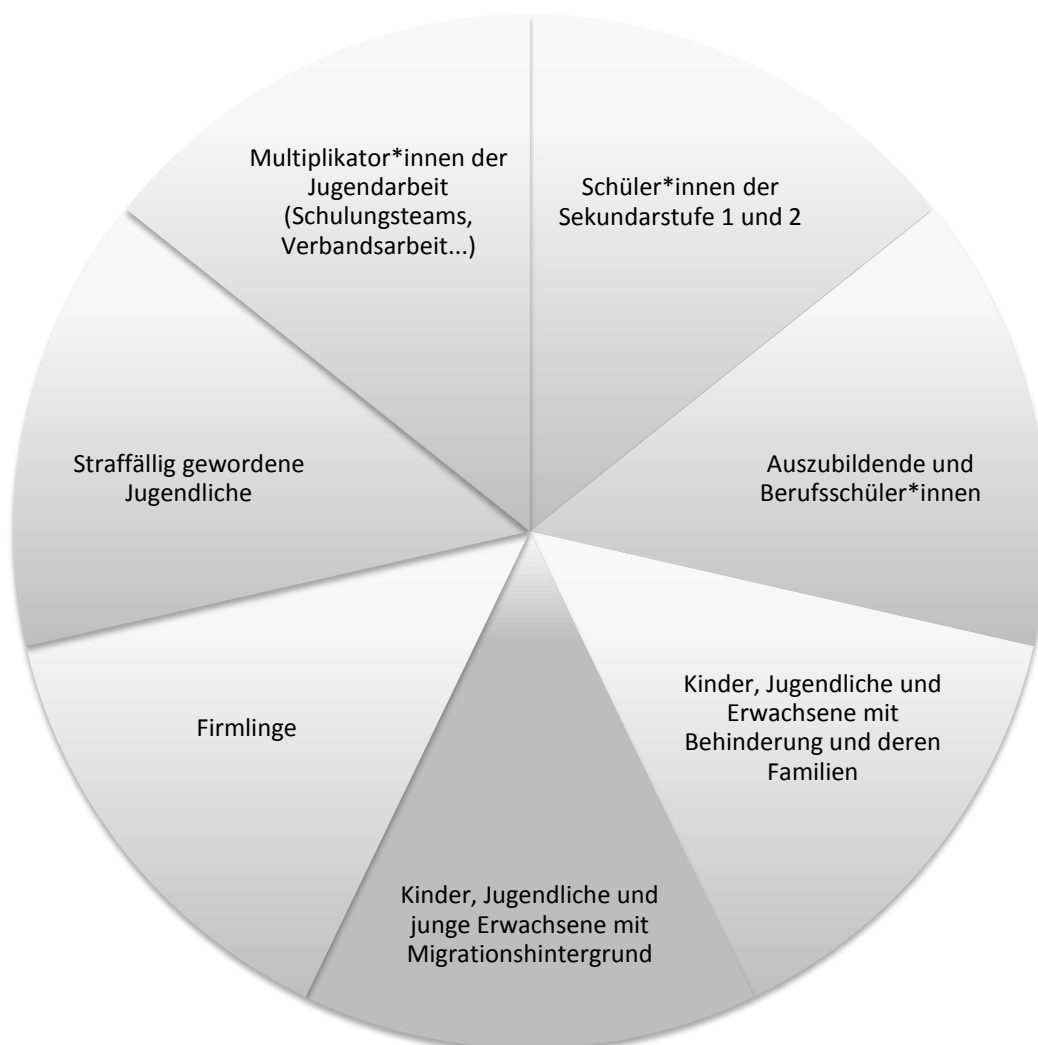 Multiplikator*innen der
Jugendarbeit
(Schulungsteams,
Verbandsarbeit...)
Schüler*innen der
Sekundarstufe 1 und 2
Straffällig gewordene
Jugendliche
Auszubildende und
Berufsschüler*innen
Firmlinge
Kinder, Jugendliche und
Erwachsene mit
Behinderung und deren
Familien
Kinder, Jugendliche und
junge Erwachsene mit
Migrationshintergrund